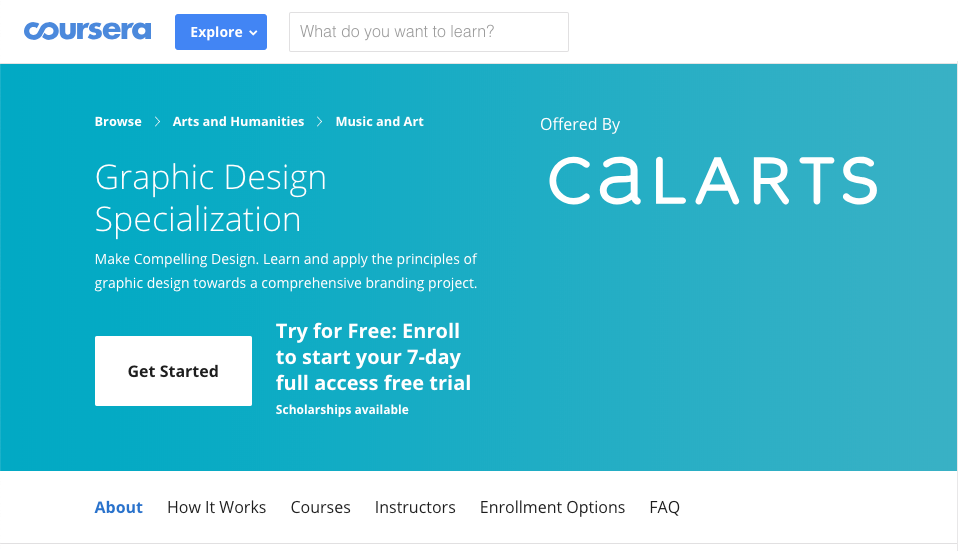 coursera
Explore
What do you want to learn?
Browse > Arts and Humanities > Music and Art
Graphic Design
Specialization
Make Compelling Design. Learn and apply the principles of
graphic design towards a comprehensive branding project.
Get Started
Try for Free: Enroll
to start your 7-day
full access free trial
Scholarships available
Offered By
CaLARTS
About How It Works Courses Instructors Enrollment Options FAQ